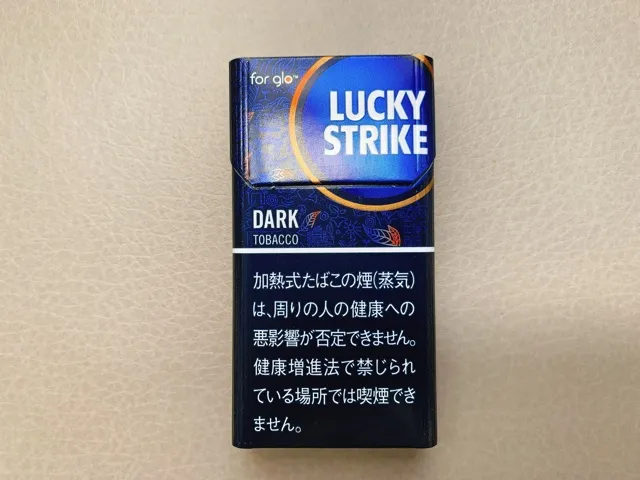 for glo™
LUCKY
STRIKE
DARK
TOBACCO
加熱式たばこの煙(蒸気)
は、周りの人の健康への
悪影響が否定できません。
健康増進法で禁じられ
ている場所では喫煙でき
ません。